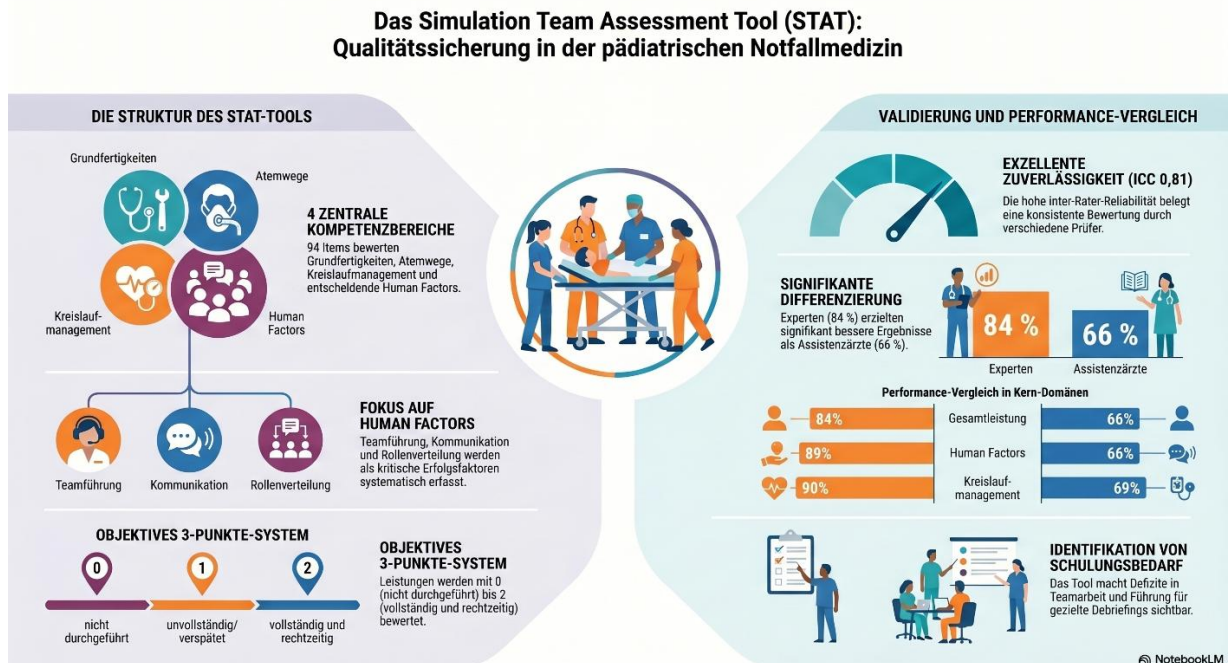 Das Simulation Team Assessment Tool (STAT):
Qualitätssicherung in der pädiatrischen Notfallmedizin
DIE STRUKTUR DES STAT-TOOLS
Grundfertigkeiten
Atemwege
Kreislauf-
management
Human
Factors
4 ZENTRALE
KOMPETENZBEREICHE
94 Items bewerten
Grundfertigkeiten, Atemwege,
Kreislaufmanagement und
entscheidende Human Factors.
Teamführung
Kommunikation
Rollenverteilung
FOKUS AUF
HUMAN FACTORS
Teamführung, Kommunikation
und Rollenverteilung werden
als kritische Erfolgsfaktoren
systematisch erfasst.
OBJEKTIVES 3-PUNKTE-SYSTEM
0
1
2
nicht
durchgeführt
unvollständig/
verspätet
vollständig und
rechtzeitig
OBJEKTIVES
3-PUNKTE-SYSTEM
Leistungen werden mit 0
(nicht durchgeführt) bis 2
(vollständig und rechtzeitig)
bewertet.
VALIDIERUNG UND PERFORMANCE-VERGLEICH
EXZELLENTE
ZUVERLÄSSIGKEIT (ICC 0,81)
Die hohe inter-Rater-Reliabilität belegt
eine konsistente Bewertung durch
verschiedene Prüfer.
SIGNIFIKANTE
DIFFERENZIERUNG
Experten (84 %) erzielten
signifikant bessere Ergebnisse
als Assistenzärzte (66 %).
84 %
66 %
Experten
Assistenzärzte
Performance-Vergleich in Kern-Domänen
84%
Gesamtleistung
66%
89%
Human Factors
66%
90%
Kreislauf-
management
69%
IDENTIFIKATION VON
SCHULUNGSBEDARF
Das Tool macht Defizite in
Teamarbeit und Führung für
gezielte Debriefings sichtbar.
NotebookLM